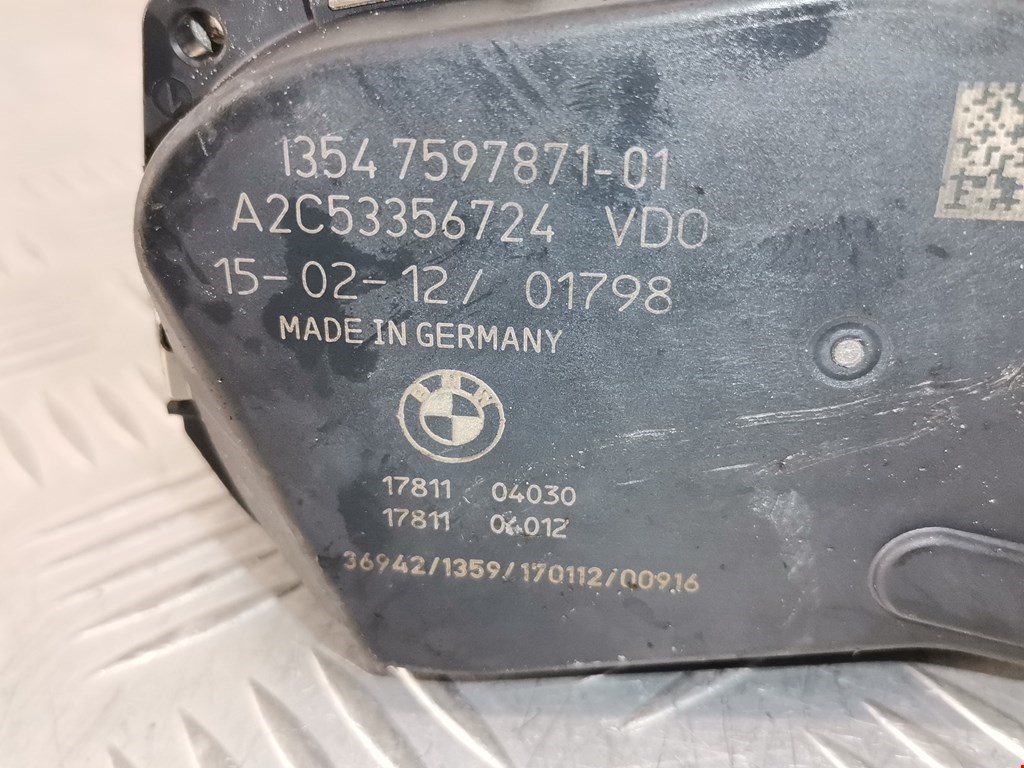 1354 7597871-01
A2C53356724 VDO
15-02-12/ 01798
MADE IN GERMANY
BMW
17811 04030
17811 04012
36942/1359/170112/00916